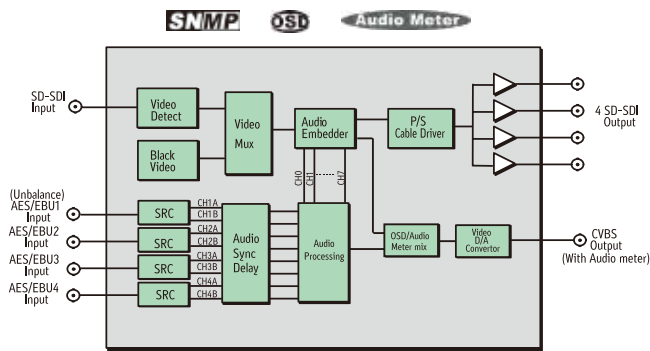 SNMP OSD Audio Meter
SD-SDI
Input
Video
Detect
Black
Video
Video
Mux
Audio
Embedder
P/S
Cable Driver
4 SD-SDI
Output
CH0
CH1
CH7
(Unbalance)
AES/EBU1
Input
AES/EBU2
Input
AES/EBU3
Input
AES/EBU4
Input
SRC
SRC
SRC
SRC
CH1A
CH1B
CH2A
CH2B
CH3A
CH3B
CH4A
CH4B
Audio
Sync
Delay
Audio
Processing
OSD/Audio
Meter mix
Video
D/A
Convertor
CVBS
Output
(With Audio meter)